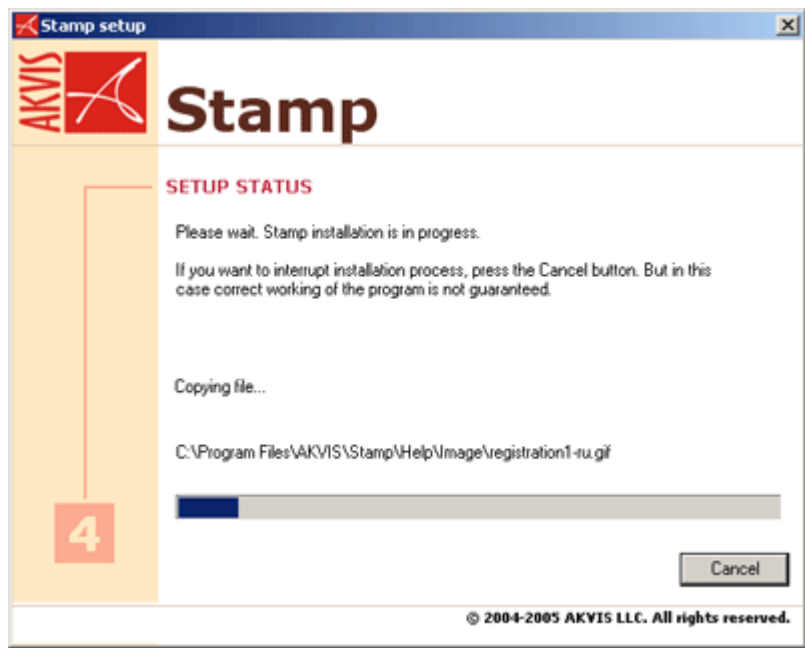 Stamp setup
AKVIS
Stamp
SETUP STATUS
Please wait. Stamp installation is in progress.
If you want to interrupt installation process, press the Cancel button. But in this
case correct working of the program is not guaranteed.
Copying file...
C:\Program Files\AKVIS\Stamp\Help\Image\registration1-ru.gif
4
Cancel
© 2004-2005 AKVIS LLC. All rights reserved.